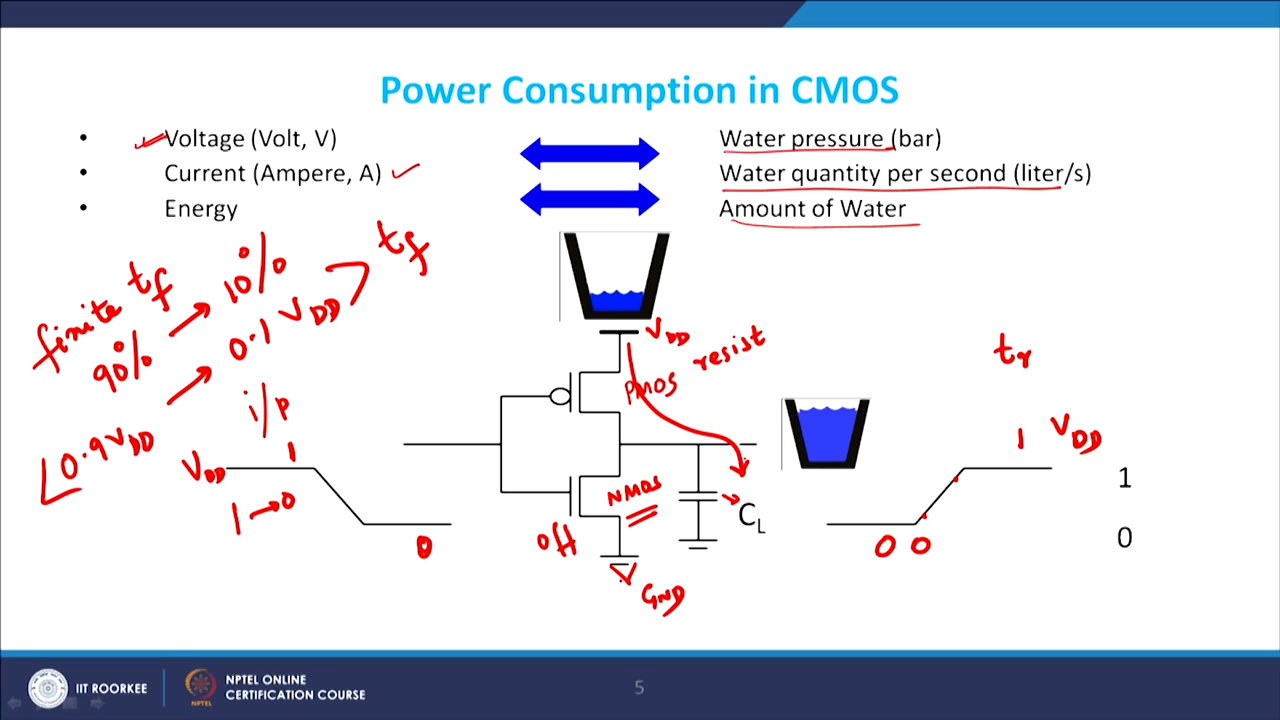 Power Consumption in CMOS
• Voltage (Volt, V) Water pressure (bar)
• Current (Ampere, A) Water quantity per second (liter/s)
• Energy Amount of Water
finite tf
90% → 10%
0.9VDD → 0.1 VDD
tf
i/p
VDD
1
1→0
0
VDD
resist
PMOS
NMOS
off
GND
CL
tr
1 VDD
0 0
1
0
IIT ROORKEE
NPTEL
NPTEL ONLINE
CERTIFICATION COURSE
5